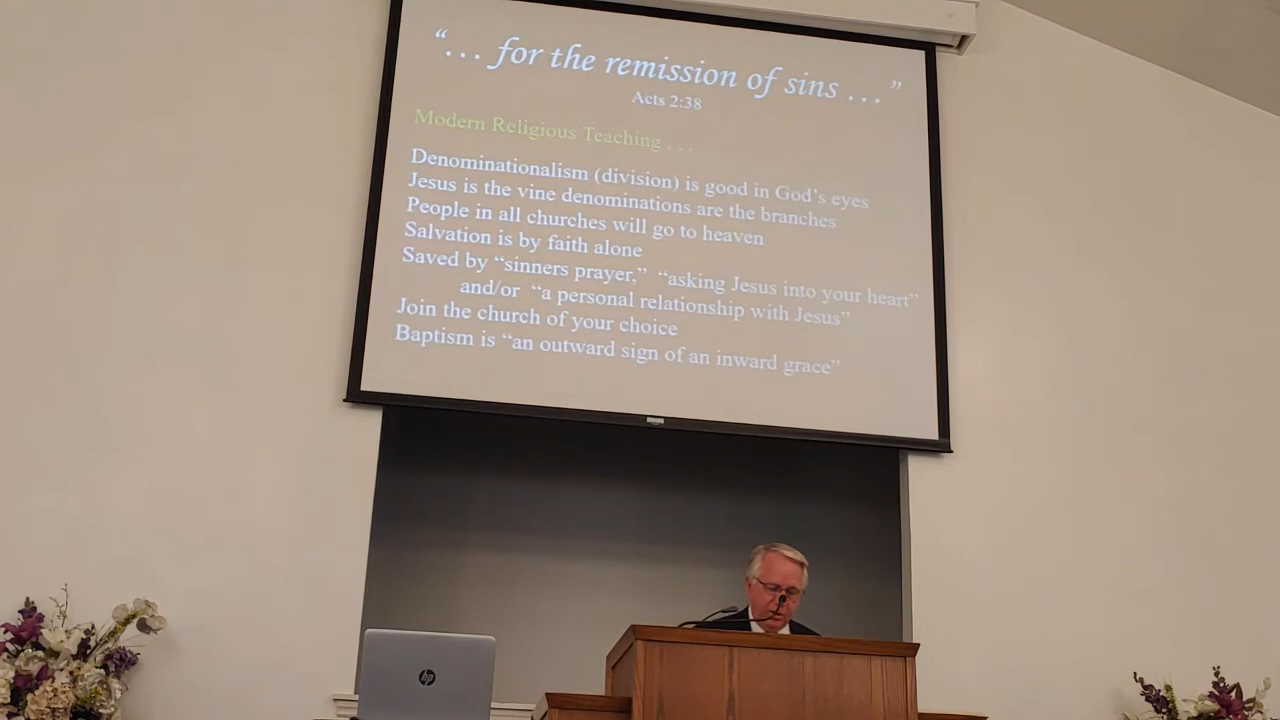 “... for the remission of sins ...”
Acts 2:38
Modern Religious Teaching . . .
Denominationalism (division) is good in God’s eyes
Jesus is the vine denominations are the branches
People in all churches will go to heaven
Salvation is by faith alone
Saved by “sinners prayer,” “asking Jesus into your heart”
and/or “a personal relationship with Jesus”
Join the church of your choice
Baptism is “an outward sign of an inward grace”
hp